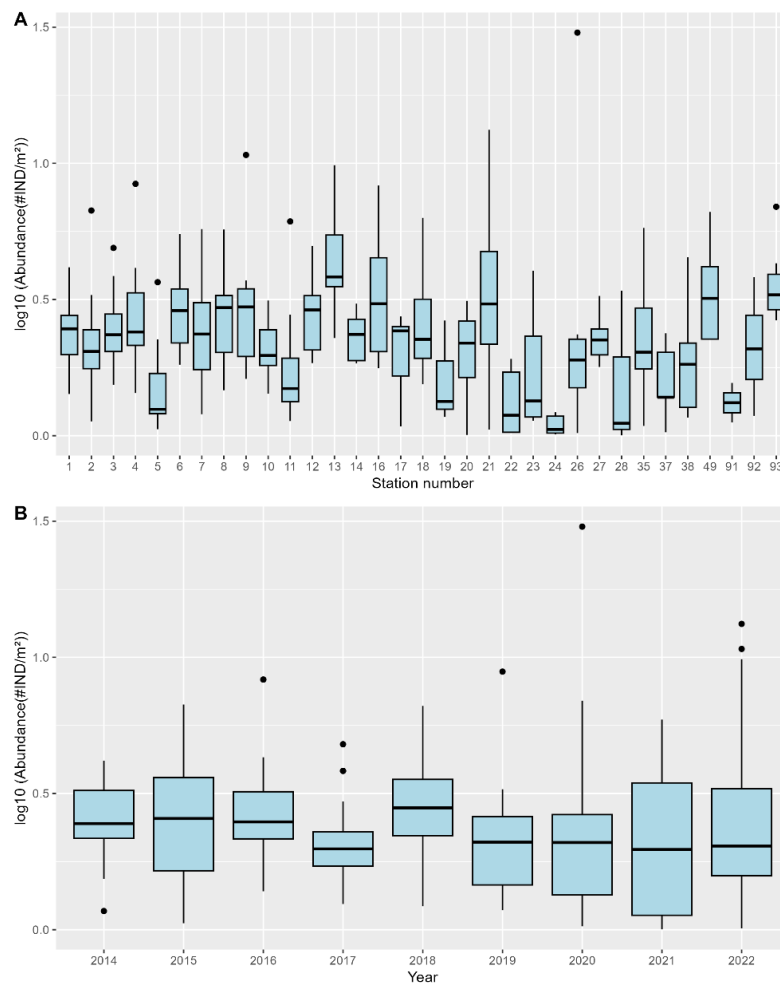 A
log10 (Abundance(#IND/m²))
1.5
1.0
0.5
0.0
1 2 3 4 5 6 7 8 9 10 11 12 13 14 16 17 18 19 20 21 22 23 24 26 27 28 35 37 38 49 91 92 93
Station number
B
log10 (Abundance(#IND/m²))
1.5
1.0
0.5
0.0
2014 2015 2016 2017 2018 2019 2020 2021 2022
Year